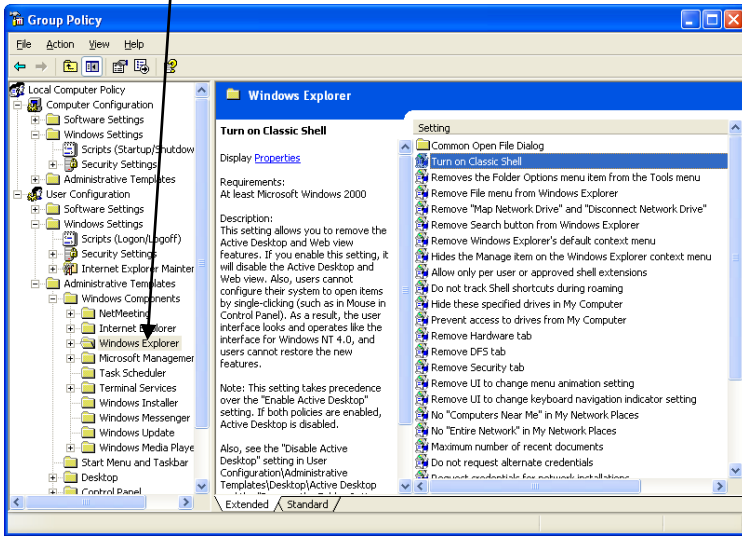 Group Policy
File Action View Help
Local Computer Policy
Computer Configuration
Software Settings
Windows Settings
Scripts (Startup/Shutdow
Security Settings
Administrative Templates
User Configuration
Software Settings
Windows Settings
Scripts (Logon/Logoff)
Security Settings
Internet Explorer Mainter
Administrative Templates
Windows Components
NetMeeting
Internet Explorer
Windows Explorer
Microsoft Managemer
Task Scheduler
Terminal Services
Windows Installer
Windows Messenger
Windows Update
Windows Media Playe
Start Menu and Taskbar
Desktop
Control Panel
Windows Explorer
Turn on Classic Shell
Display Properties
Requirements:
At least Microsoft Windows 2000
Description:
This setting allows you to remove the
Active Desktop and Web view
features. If you enable this setting, it
will disable the Active Desktop and
Web view. Also, users cannot
configure their system to open items
by single-clicking (such as in Mouse in
Control Panel). As a result, the user
interface looks and operates like the
interface for Windows NT 4.0, and
users cannot restore the new
features.
Note: This setting takes precedence
over the "Enable Active Desktop"
setting. If both policies are enabled,
Active Desktop is disabled.
Also, see the "Disable Active
Desktop" setting in User
Configuration\Administrative
Templates\Desktop\Active Desktop
Setting
Common Open File Dialog
Turn on Classic Shell
Removes the Folder Options menu item from the Tools menu
Remove File menu from Windows Explorer
Remove "Map Network Drive" and "Disconnect Network Drive"
Remove Search button from Windows Explorer
Remove Windows Explorer's default context menu
Hides the Manage item on the Windows Explorer context menu
Allow only per user or approved shell extensions
Do not track Shell shortcuts during roaming
Hide these specified drives in My Computer
Prevent access to drives from My Computer
Remove Hardware tab
Remove DFS tab
Remove Security tab
Remove UI to change menu animation setting
Remove UI to change keyboard navigation indicator setting
No "Computers Near Me" in My Network Places
No "Entire Network" in My Network Places
Maximum number of recent documents
Do not request alternate credentials
Request credentials for network installations
Extended Standard